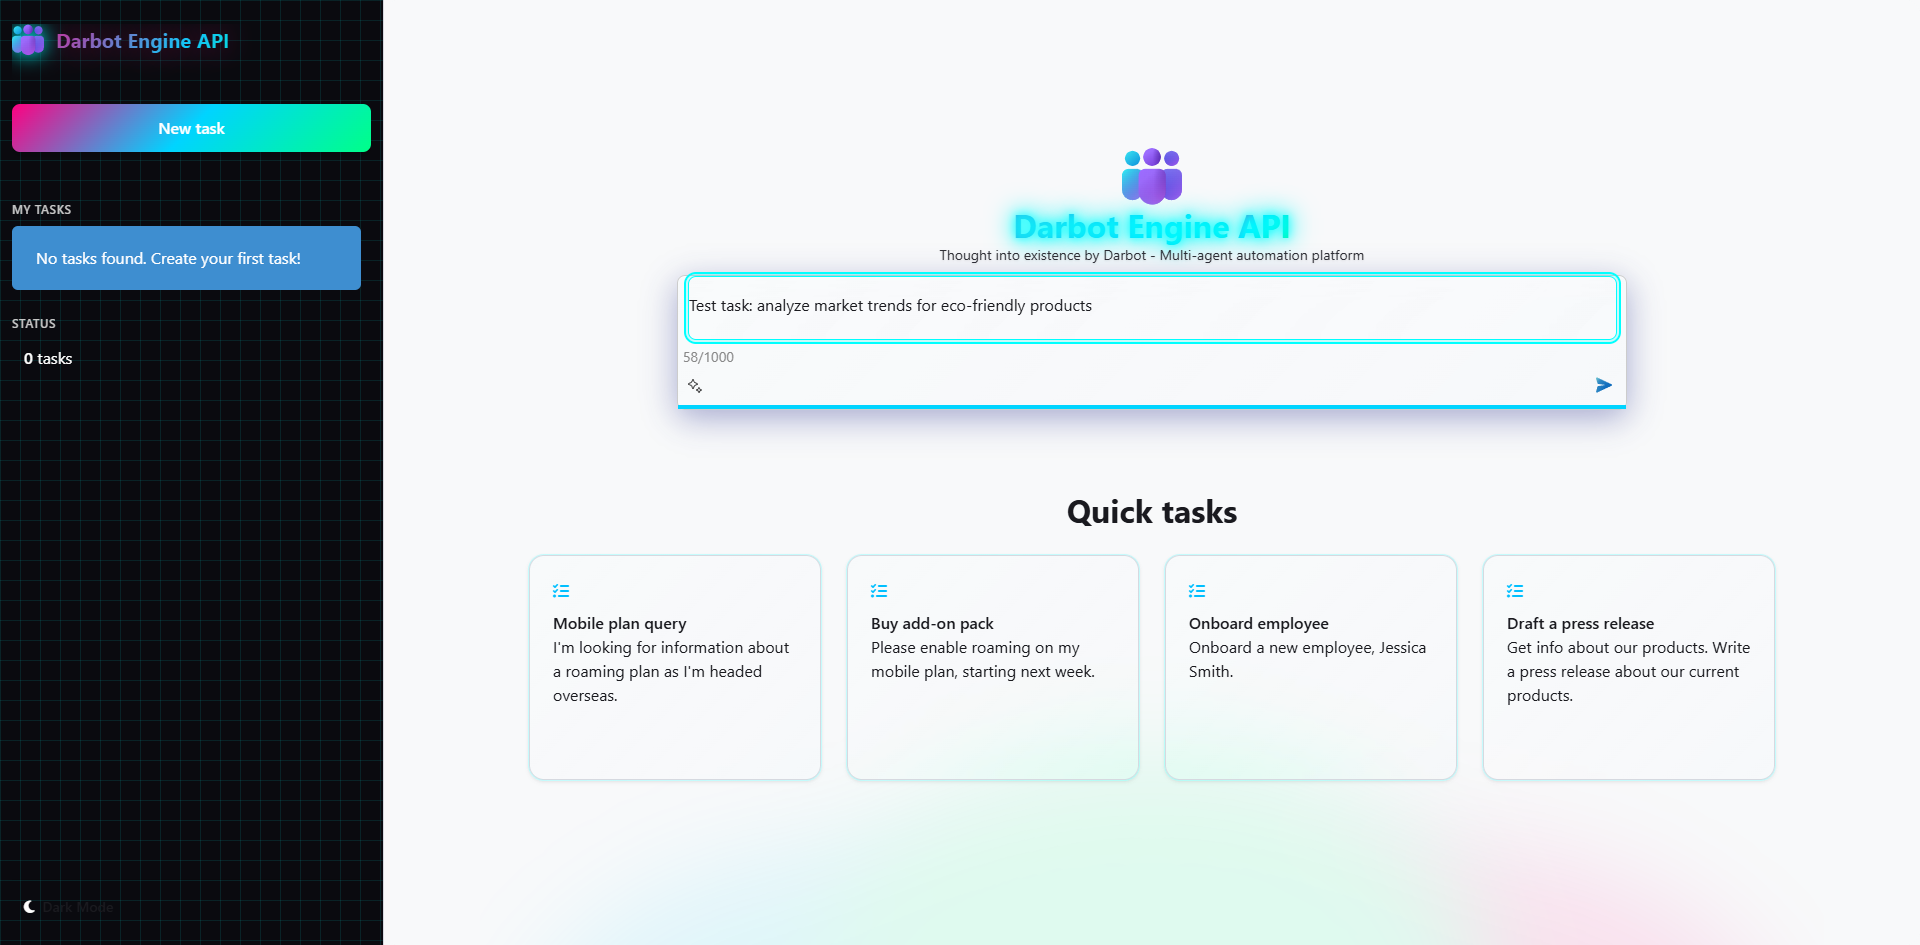 Darbot Engine API
New task
MY TASKS
No tasks found. Create your first task!
STATUS
0 tasks
Dark Mode
Darbot Engine API
Thought into existence by Darbot - Multi-agent automation platform
Test task: analyze market trends for eco-friendly products
58/1000
Quick tasks
Mobile plan query
I'm looking for information about
a roaming plan as I'm headed
overseas.
Buy add-on pack
Please enable roaming on my
mobile plan, starting next week.
Onboard employee
Onboard a new employee, Jessica
Smith.
Draft a press release
Get info about our products. Write
a press release about our current
products.